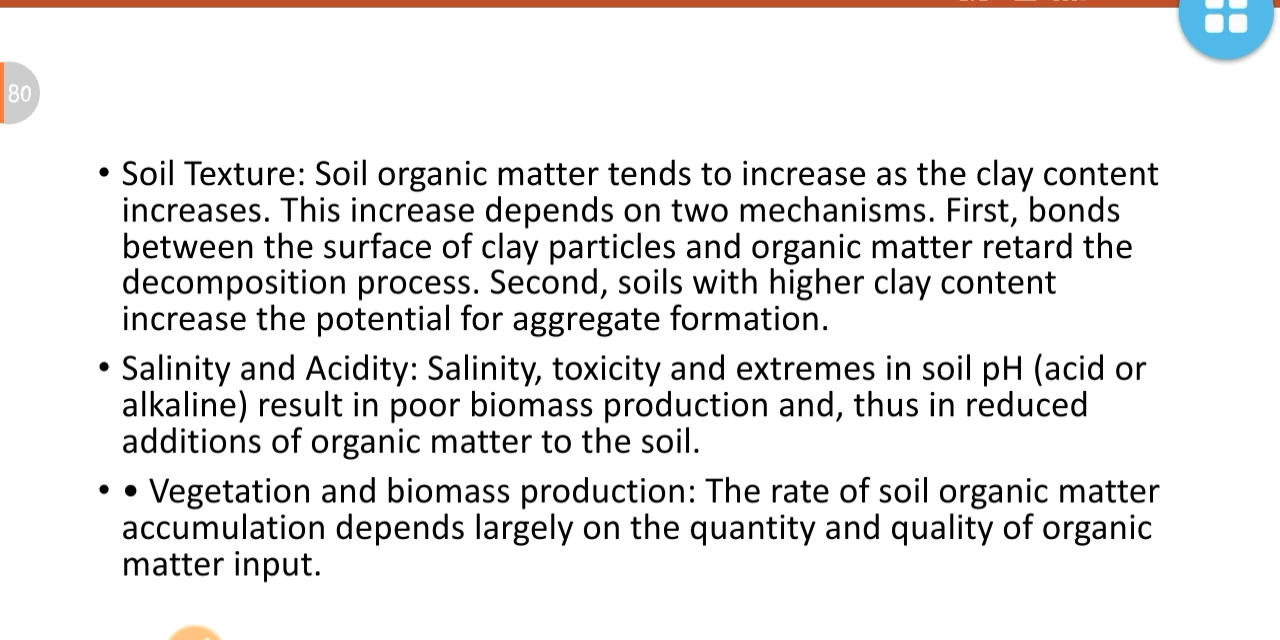 80
• Soil Texture: Soil organic matter tends to increase as the clay content
increases. This increase depends on two mechanisms. First, bonds
between the surface of clay particles and organic matter retard the
decomposition process. Second, soils with higher clay content
increase the potential for aggregate formation.
• Salinity and Acidity: Salinity, toxicity and extremes in soil pH (acid or
alkaline) result in poor biomass production and, thus in reduced
additions of organic matter to the soil.
• • Vegetation and biomass production: The rate of soil organic matter
accumulation depends largely on the quantity and quality of organic
matter input.